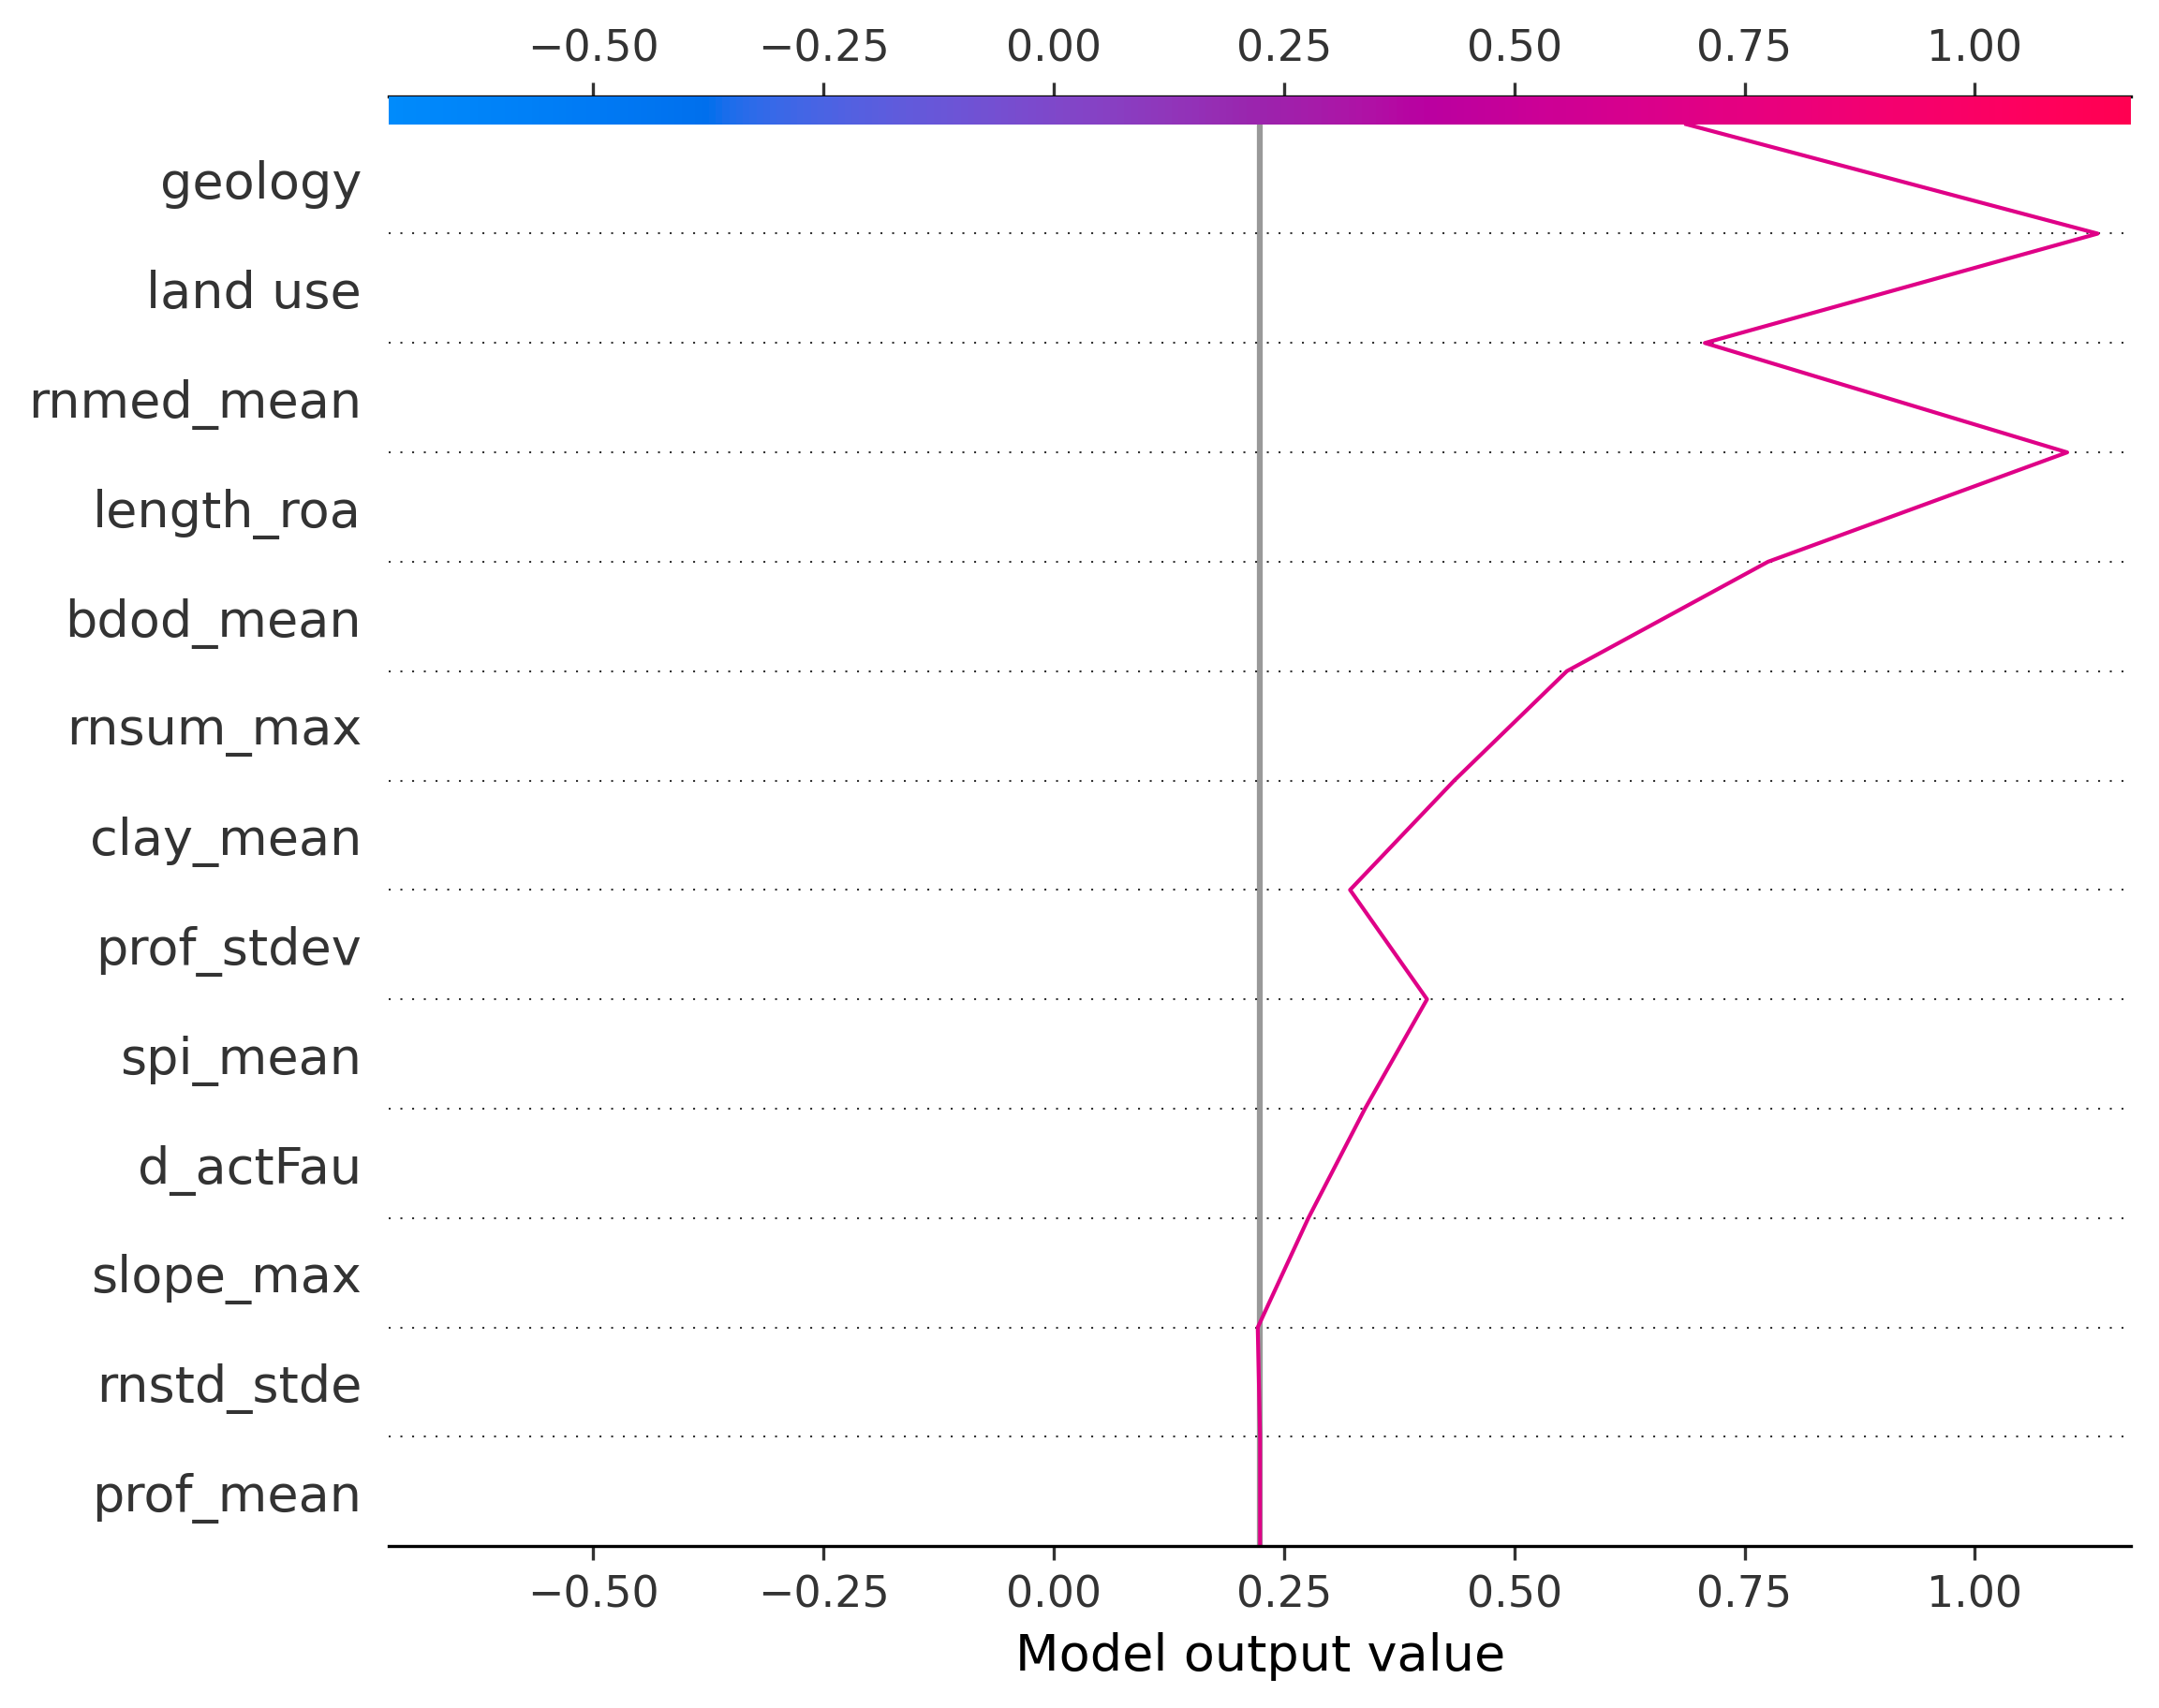 −0.50 −0.25 0.00 0.25 0.50 0.75 1.00
geology
land use
rnmed_mean
length_roa
bdod_mean
rnsum_max
clay_mean
prof_stdev
spi_mean
d_actFau
slope_max
rnstd_stde
prof_mean
−0.50 −0.25 0.00 0.25 0.50 0.75 1.00
Model output value